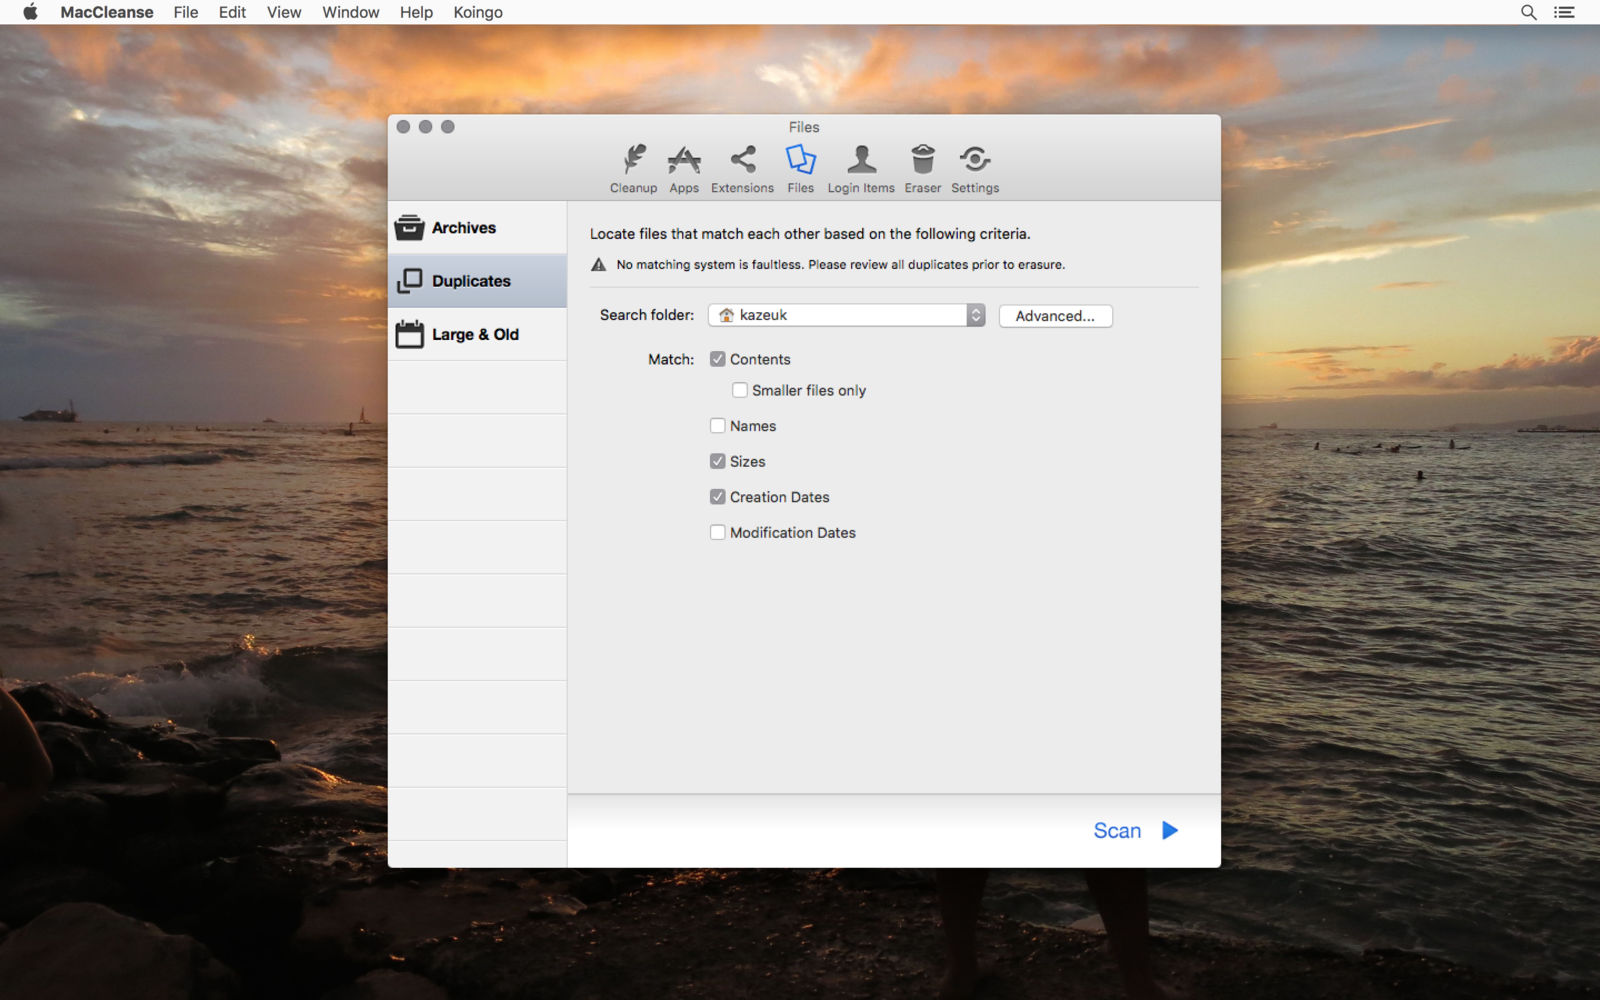 MacCleanse File Edit View Window Help Koingo
Files
Cleanup Apps Extensions Files Login Items Eraser Settings
Archives
Duplicates
Large & Old
Locate files that match each other based on the following criteria.
No matching system is faultless. Please review all duplicates prior to erasure.
Search folder: kazeuk Advanced...
Match: Contents
Smaller files only
Names
Sizes
Creation Dates
Modification Dates
Scan